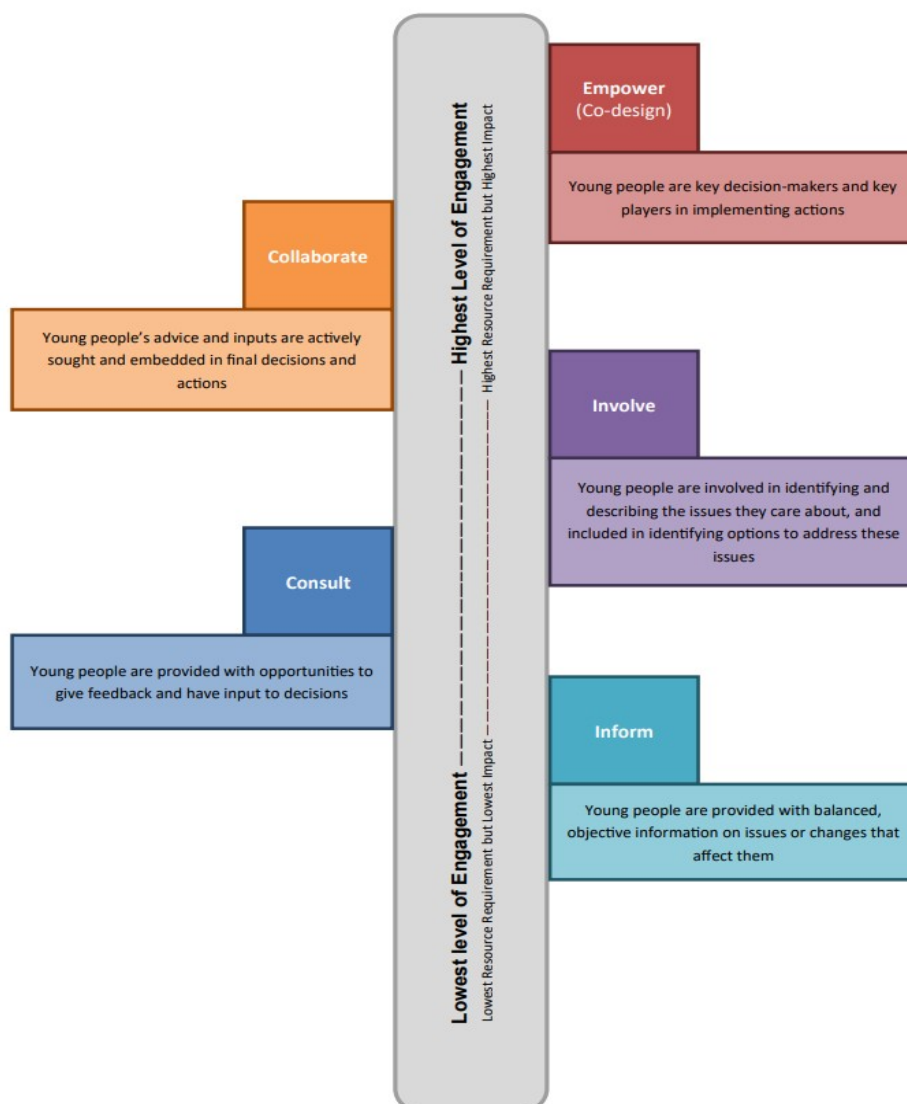 Empower
(Co-design)
Young people are key decision-makers and key
players in implementing actions
Collaborate
Young people’s advice and inputs are actively
sought and embedded in final decisions and
actions
Involve
Young people are involved in identifying and
describing the issues they care about, and
included in identifying options to address these
issues
Consult
Young people are provided with opportunities to
give feedback and have input to decisions
Inform
Young people are provided with balanced,
objective information on issues or changes that
affect them
Lowest level of Engagement ——————————————— Highest Level of Engagement
Lowest Resource Requirement but Lowest Impact ——————————————— Highest Resource Requirement but Highest Impact